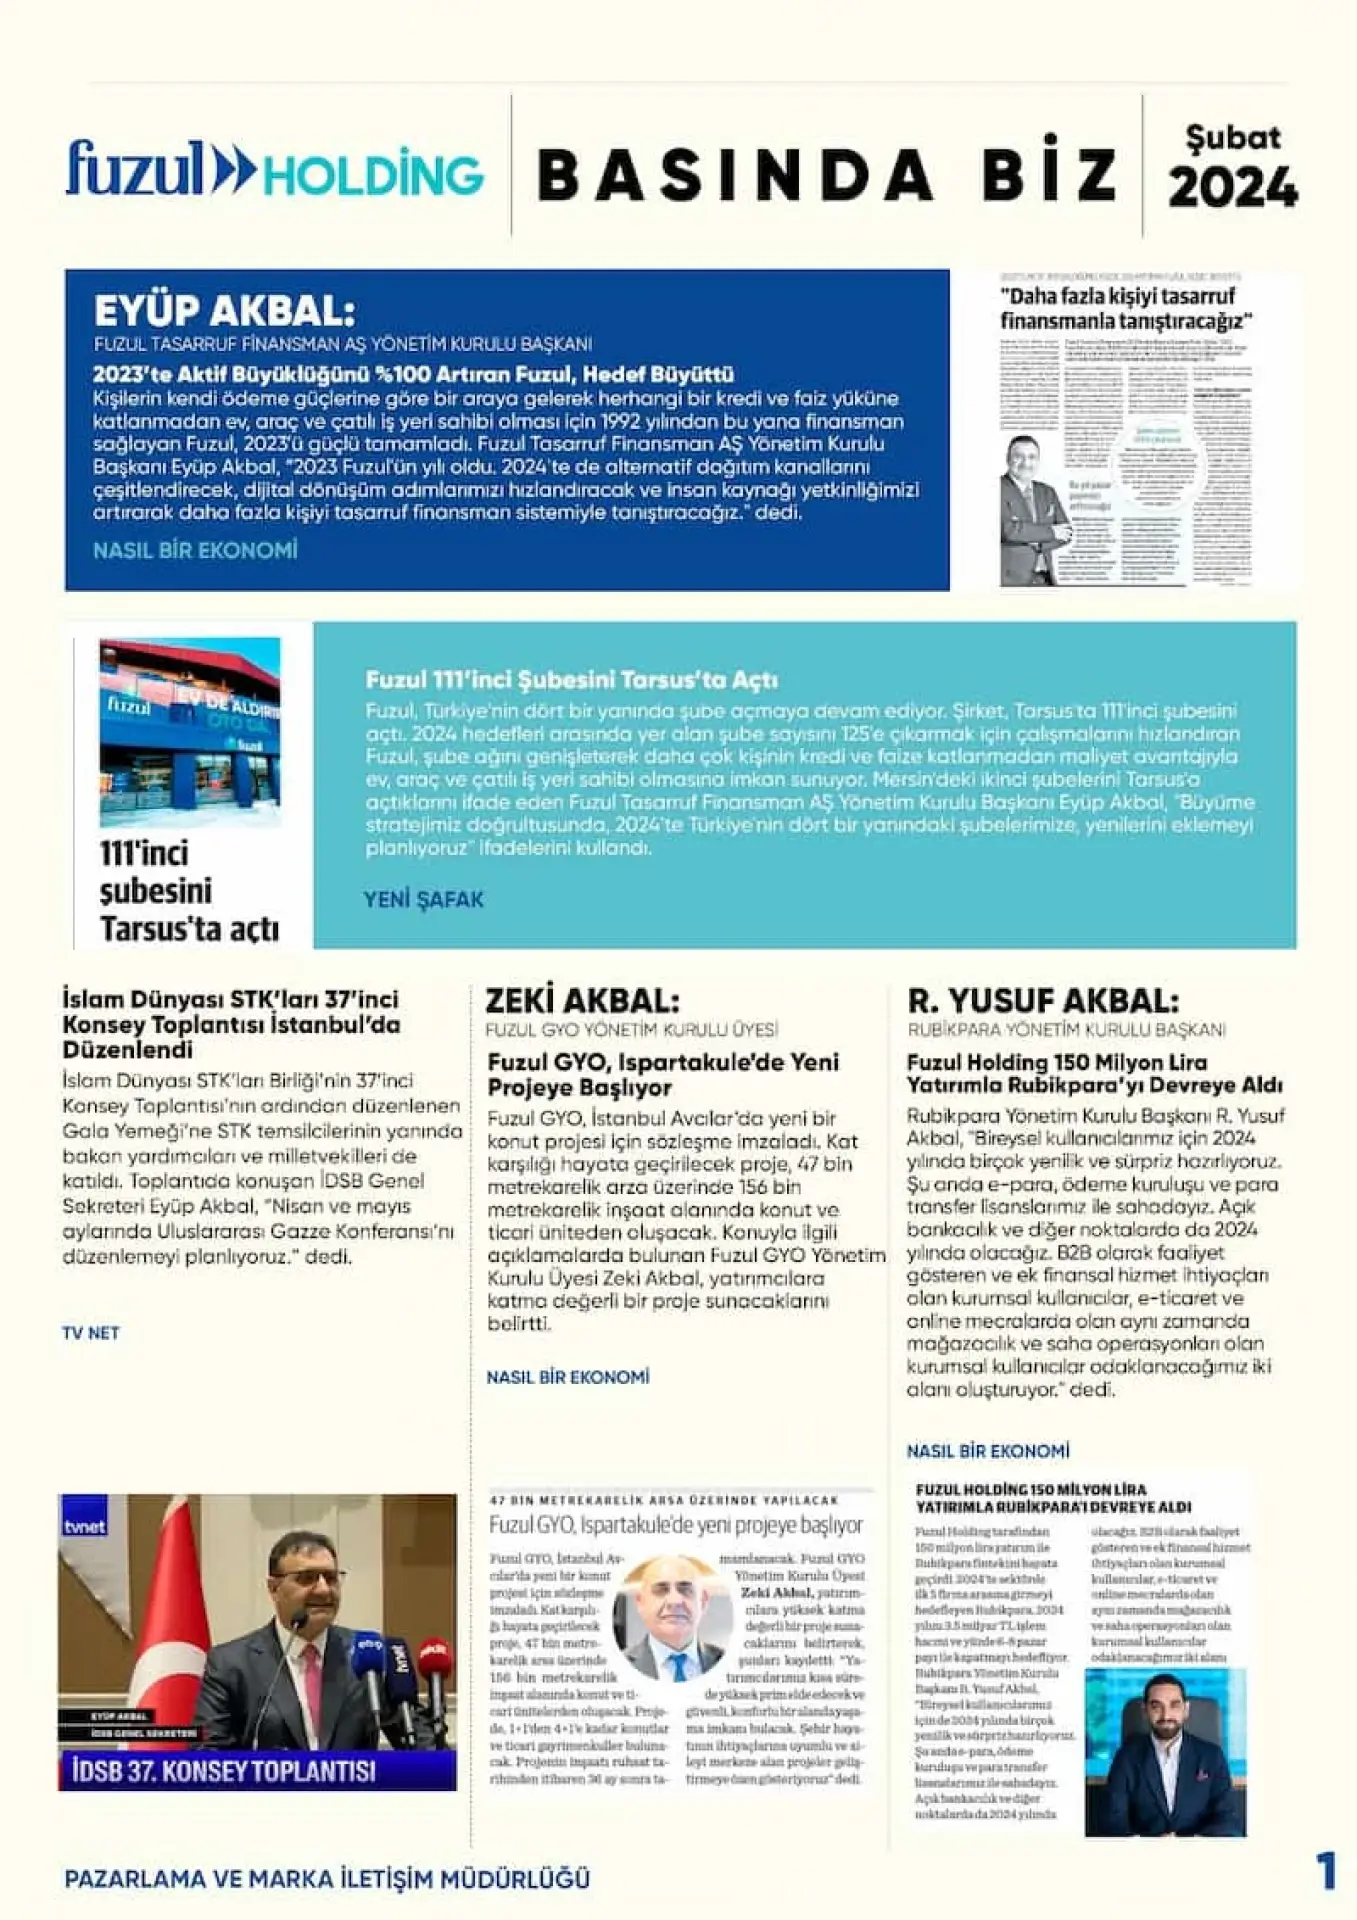 fuzul HOLDİNG
BASINDA BİZ
Şubat
2024
EYÜP AKBAL:
FUZUL TASARRUF FİNANSMAN AŞ YÖNETİM KURULU BAŞKANI
2023’te Aktif Büyüklüğünü %100 Artıran Fuzul, Hedef Büyüttü
Kişilerin kendi ödeme güçlerine göre bir araya gelerek herhangi bir kredi ve faiz yüküne
katlanmadan ev, araç ve çatılı iş yeri sahibi olması için 1992 yılından bu yana finansman
sağlayan Fuzul, 2023’ü güçlü tamamladı. Fuzul Tasarruf Finansman AŞ Yönetim Kurulu
Başkanı Eyüp Akbal, “2023 Fuzul’ün yılı oldu. 2024’te de alternatif dağıtım kanallarını
çeşitlendirecek, dijital dönüşüm adımlarımızı hızlandıracak ve insan kaynağı yetkinliğimizi
artırarak daha fazla kişiyi tasarruf finansman sistemiyle tanıştıracağız.” dedi.
NASIL BİR EKONOMİ
"Daha fazla kişiyi tasarruf
finansmanla tanıştıracağız"
fuzul
EV DE ALDIRIR
fuzul
111'inci
şubesini
Tarsus'ta açtı
Fuzul 111’inci Şubesini Tarsus’ta Açtı
Fuzul, Türkiye’nin dört bir yanında şube açmaya devam ediyor. Şirket, Tarsus’ta 111’inci şubesini
açtı. 2024 hedefleri arasında yer alan şube sayısını 125’e çıkarmak için çalışmalarını hızlandıran
Fuzul, şube ağını genişleterek daha çok kişinin kredi ve faize katlanmadan maliyet avantajıyla
ev, araç ve çatılı iş yeri sahibi olmasına imkan sunuyor. Mersin’deki ikinci şubelerini Tarsus’a
açtıklarını ifade eden Fuzul Tasarruf Finansman AŞ Yönetim Kurulu Başkanı Eyüp Akbal, “Büyüme
stratejimiz doğrultusunda, 2024’te Türkiye’nin dört bir yanındaki şubelerimize, yenilerini eklemeyi
planlıyoruz” ifadelerini kullandı.
YENİ ŞAFAK
İslam Dünyası STK’ları 37’inci
Konsey Toplantısı İstanbul’da
Düzenlendi
İslam Dünyası STK’ları Birliği’nin 37’inci
Konsey Toplantısı’nın ardından düzenlenen
Gala Yemeği’ne STK temsilcilerinin yanında
bakan yardımcıları ve milletvekilleri de
katıldı. Toplantıda konuşan İDSB Genel
Sekreteri Eyüp Akbal, “Nisan ve mayıs
aylarında Uluslararası Gazze Konferansı’nı
düzenlemeyi planlıyoruz.” dedi.
TV NET
tvnet
EYÜP AKBAL
İDSB GENEL SEKRETERİ
İDSB 37. KONSEY TOPLANTISI
ZEKİ AKBAL:
FUZUL GYO YÖNETİM KURULU ÜYESİ
Fuzul GYO, Ispartakule’de Yeni
Projeye Başlıyor
Fuzul GYO, İstanbul Avcılar’da yeni bir
konut projesi için sözleşme imzaladı. Kat
karşılığı hayata geçirilecek proje, 47 bin
metrekarelik arza üzerinde 156 bin
metrekarelik inşaat alanında konut ve
ticari üniteden oluşacak. Konuyla ilgili
açıklamalarda bulunan Fuzul GYO Yönetim
Kurulu Üyesi Zeki Akbal, yatırımcılara
katma değerli bir proje sunacaklarını
belirtti.
NASIL BİR EKONOMİ
47 BİN METREKARELİK ARSA ÜZERİNDE YAPILACAK
Fuzul GYO, Ispartakule'de yeni projeye başlıyor
Fuzul GYO, İstanbul Av-
cılar'da yeni bir konut
projesi için sözleşme
imzaladı. Kat karşılı-
ğı hayata geçirilecek
proje, 47 bin metre-
karelik arsa üzerinde
156 bin metrekarelik
inşaat alanında konut ve ti-
cari ünitelerden oluşacak. Proje-
de, 1+1'den 4+1'e kadar konutlar
ve ticari gayrimenkuller buluna-
cak. Projenin inşaatı ruhsat ta-
rihinden itibaren 36 ay sonra ta-
mamlanacak. Fuzul GYO
Yönetim Kurulu Üyesi
Zeki Akbal, yatırım-
cılara yüksek katma
değerli bir proje suna-
caklarını belirterek,
şunları kaydetti: "Ya-
tırımcılarımız kısa süre-
de yüksek prim elde edecek ve
güvenli, konforlu bir alanda yaşa-
ma imkanı bulacak. Şehir haya-
tının ihtiyaçlarına uyumlu ve ai-
leyi merkeze alan projeler geliş-
tirmeye özen gösteriyoruz" dedi.
R. YUSUF AKBAL:
RUBİKPARA YÖNETİM KURULU BAŞKANI
Fuzul Holding 150 Milyon Lira
Yatırımla Rubikpara’yı Devreye Aldı
Rubikpara Yönetim Kurulu Başkanı R. Yusuf
Akbal, “Bireysel kullanıcılarımız için 2024
yılında birçok yenilik ve sürpriz hazırlıyoruz.
Şu anda e-para, ödeme kuruluşu ve para
transfer lisanslarımız ile sahadayız. Açık
bankacılık ve diğer noktalarda da 2024
yılında olacağız. B2B olarak faaliyet
gösteren ve ek finansal hizmet ihtiyaçları
olan kurumsal kullanıcılar, e-ticaret ve
online mecralarda olan aynı zamanda
mağazacılık ve saha operasyonları olan
kurumsal kullanıcılar odaklanacağımız iki
alanı oluşturuyor.” dedi.
NASIL BİR EKONOMİ
FUZUL HOLDİNG 150 MİLYON LİRA
YATIRIMLA RUBİKPARA'I DEVREYE ALDI
Fuzul Holding tarafından
150 milyon lira yatırım ile
Rubikpara fintekini hayata
geçirdi. 2024'te sektörde
ilk 5 firma arasına girmeyi
hedefleyen Rubikpara, 2024
yılını 3.5 milyar TL işlem
hacmi ve yüzde 6-8 pazar
payı ile kapatmayı hedefliyor.
Rubikpara Yönetim Kurulu
Başkanı R. Yusuf Akbal,
"Bireysel kullanıcılarımız
için de 2024 yılında birçok
yenilik ve sürpriz hazırlıyoruz.
Şu anda e-para, ödeme
kuruluşu ve para transfer
lisanslarımız ile sahadayız.
Açık bankacılık ve diğer
noktalarda da 2024 yılında
olacağız. B2B olarak faaliyet
gösteren ve ek finansal hizmet
ihtiyaçları olan kurumsal
kullanıcılar, e-ticaret ve
online mecralarda olan
aynı zamanda mağazacılık
ve saha operasyonları olan
kurumsal kullanıcılar
odaklanacağımız iki alanı
PAZARLAMA VE MARKA İLETİŞİM MÜDÜRLÜĞÜ
1